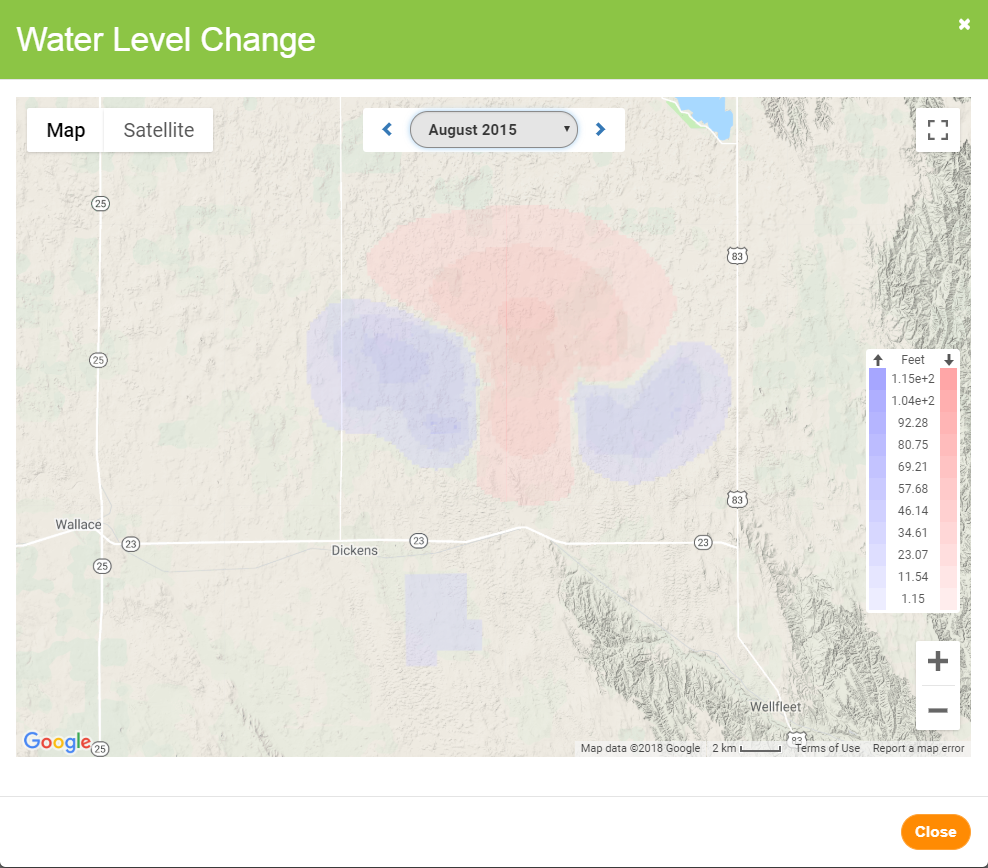 Water Level Change
Map Satellite
August 2015
25
83
25
Feet
1.15e+2
1.04e+2
92.28
80.75
69.21
57.68
46.14
34.61
23.07
11.54
1.15
83
Wallace
23
23
23
Dickens
25
Wellfleet
83
Google
25
Map data ©2018 Google 2 km Terms of Use Report a map error
Close